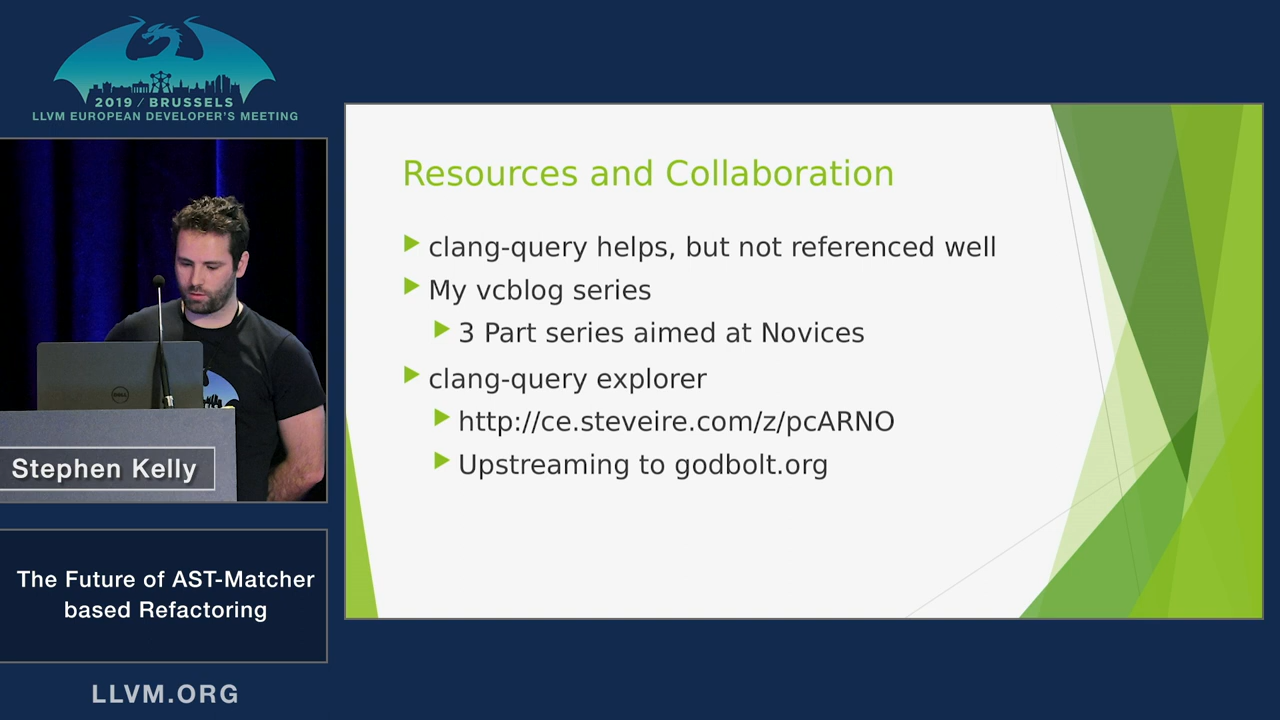 2019 / BRUSSELS
LLVM EUROPEAN DEVELOPER'S MEETING
DELL
Stephen Kelly
The Future of AST-Matcher
based Refactoring
LLVM.ORG
Resources and Collaboration
clang-query helps, but not referenced well
My vcblog series
3 Part series aimed at Novices
clang-query explorer
http://ce.steveire.com/z/pcARNO
Upstreaming to godbolt.org